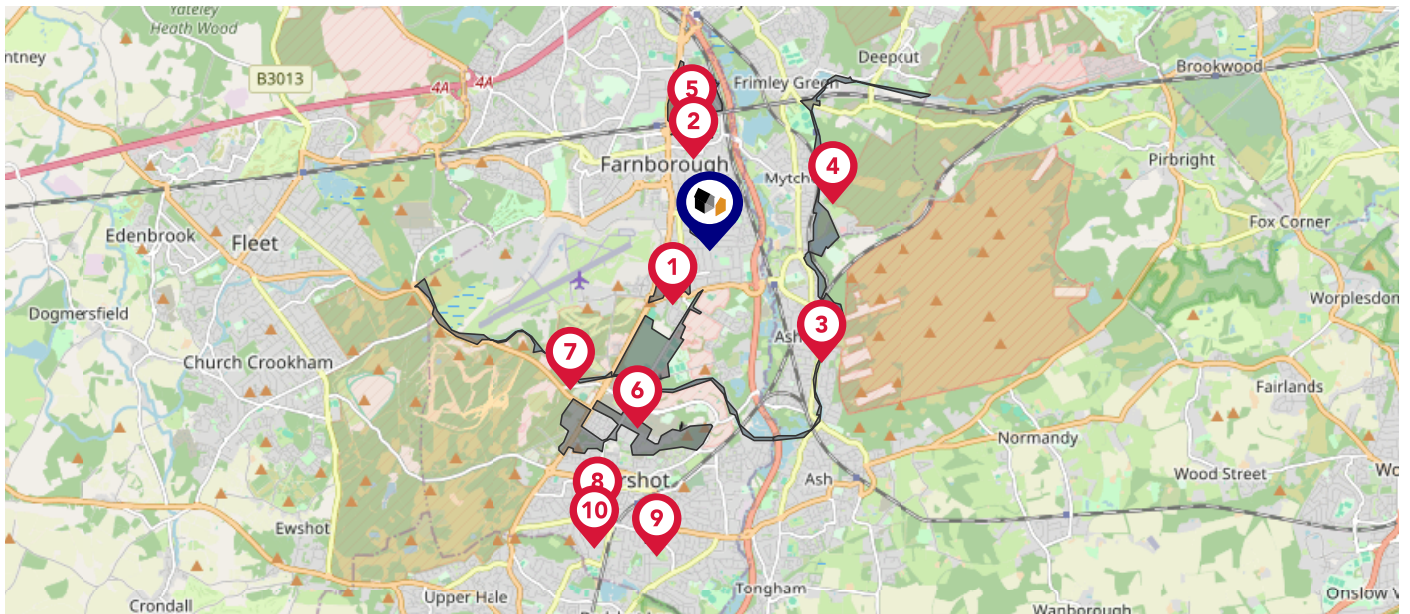 Yateley
Heath Wood
ntney
B3013
4A
4A
Deepcut
Brookwood
Frimley Green
5
2
Farnborough
4
Mytch
Pirbright
Fox Corner
Edenbrook
Fleet
1
Worplesdon
Dogmersfield
3
Ash
7
Church Crookham
6
Fairlands
Normandy
Wood Street
Wo
8
rshot
Ash
10
9
Ewshot
Tongham
Upper Hale
Crondall
Wanborough
Onslow V